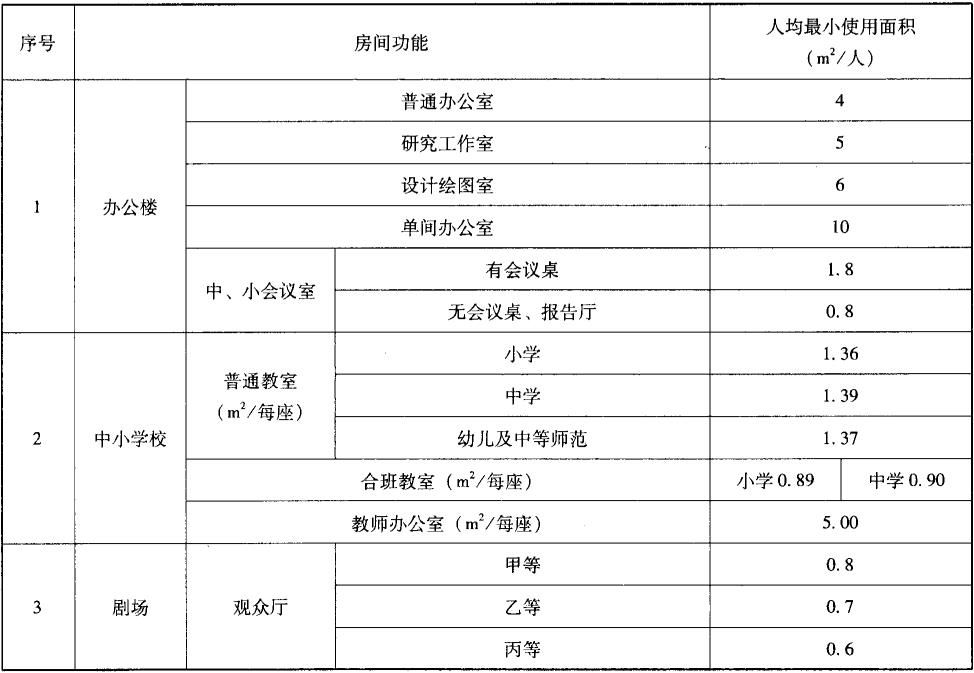 序号 房间功能 人均最小使用面积
（m²/人）
1 办公楼 普通办公室 4
研究工作室 5
设计绘图室 6
单间办公室 10
中、小会议室 有会议桌 1.8
无会议桌、报告厅 0.8
2 中小学校 普通教室
（m²/每座） 小学 1.36
中学 1.39
幼儿及中等师范 1.37
合班教室（m²/每座） 小学0.89 中学0.90
教师办公室（m²/每座） 5.00
3 剧场 观众厅 甲等 0.8
乙等 0.7
丙等 0.6